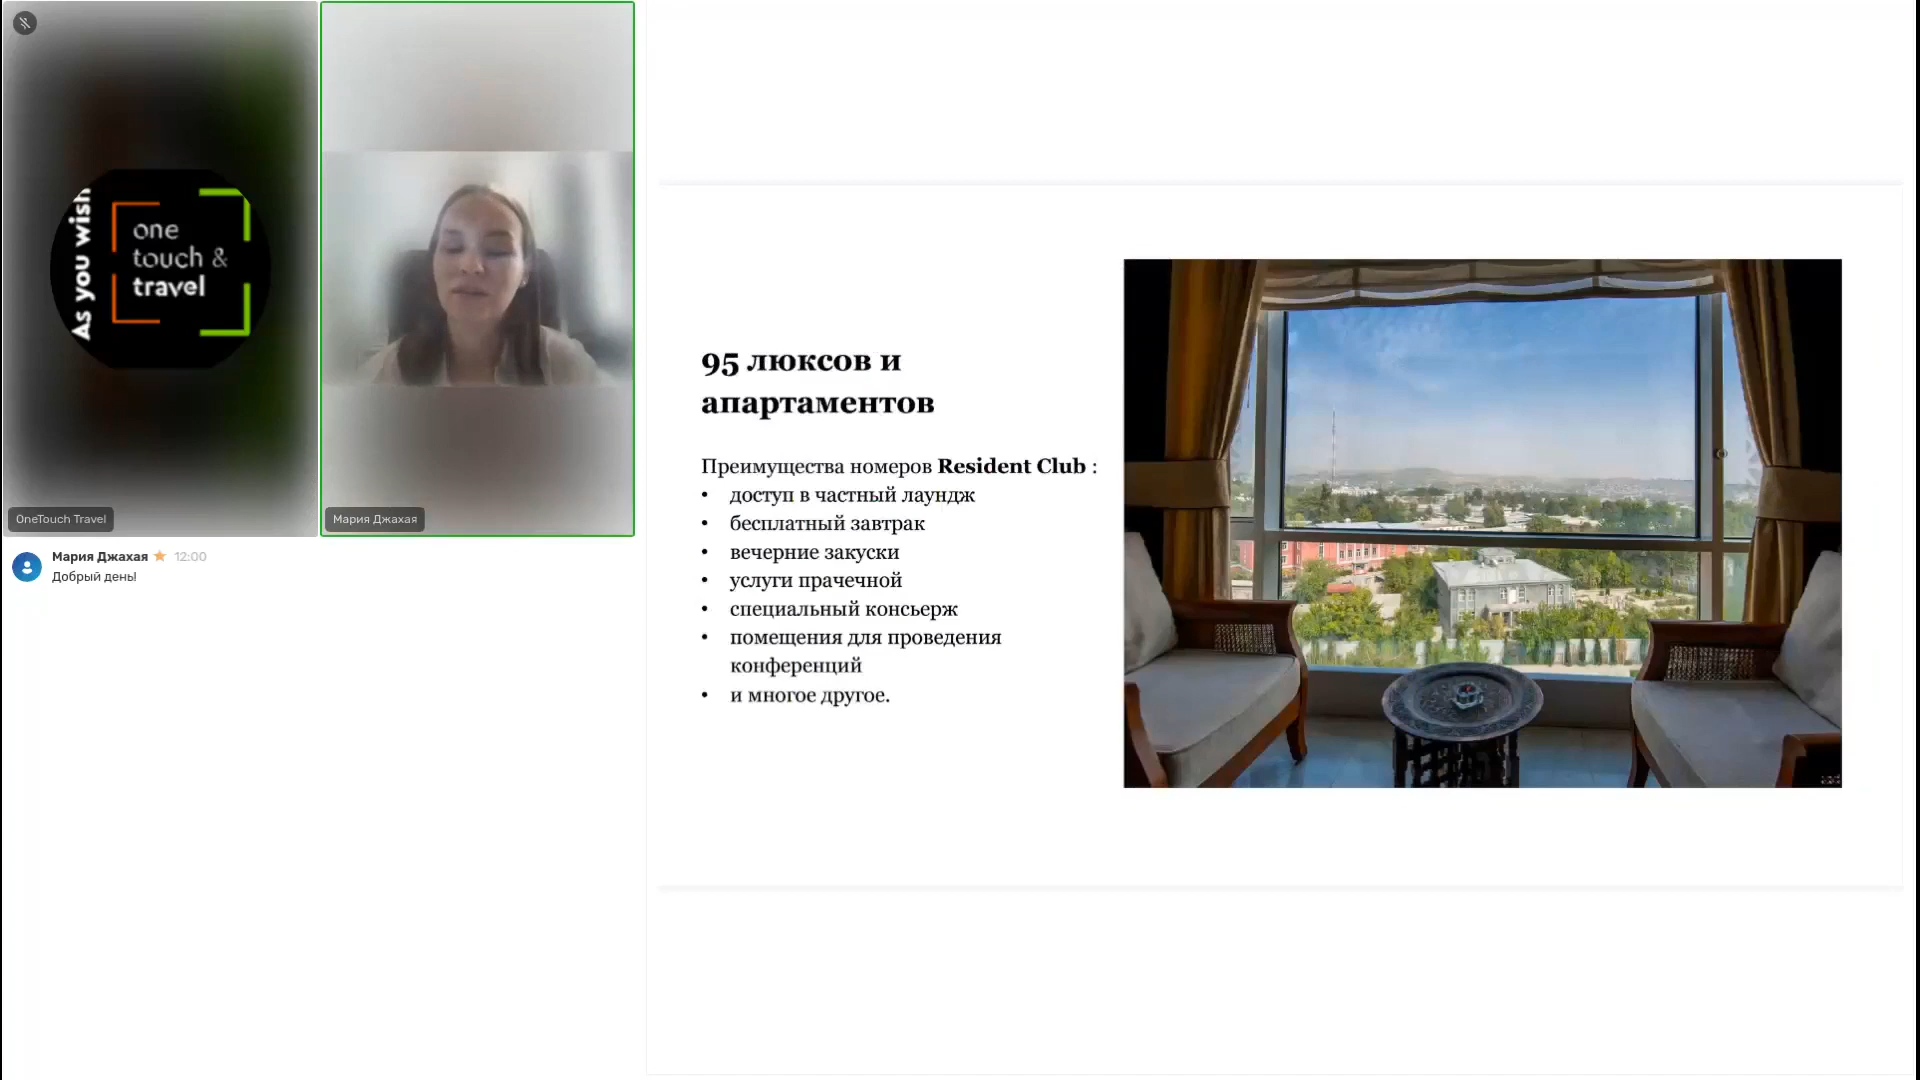 As you wish
one
touch &
travel
OneTouch Travel
Мария Джахая
Мария Джахая 12:00
Добрый день!
95 люксов и
апартаментов
Преимущества номеров Resident Club :
• доступ в частный лаундж
• бесплатный завтрак
• вечерние закуски
• услуги прачечной
• специальный консьерж
• помещения для проведения
конференций
• и многое другое.